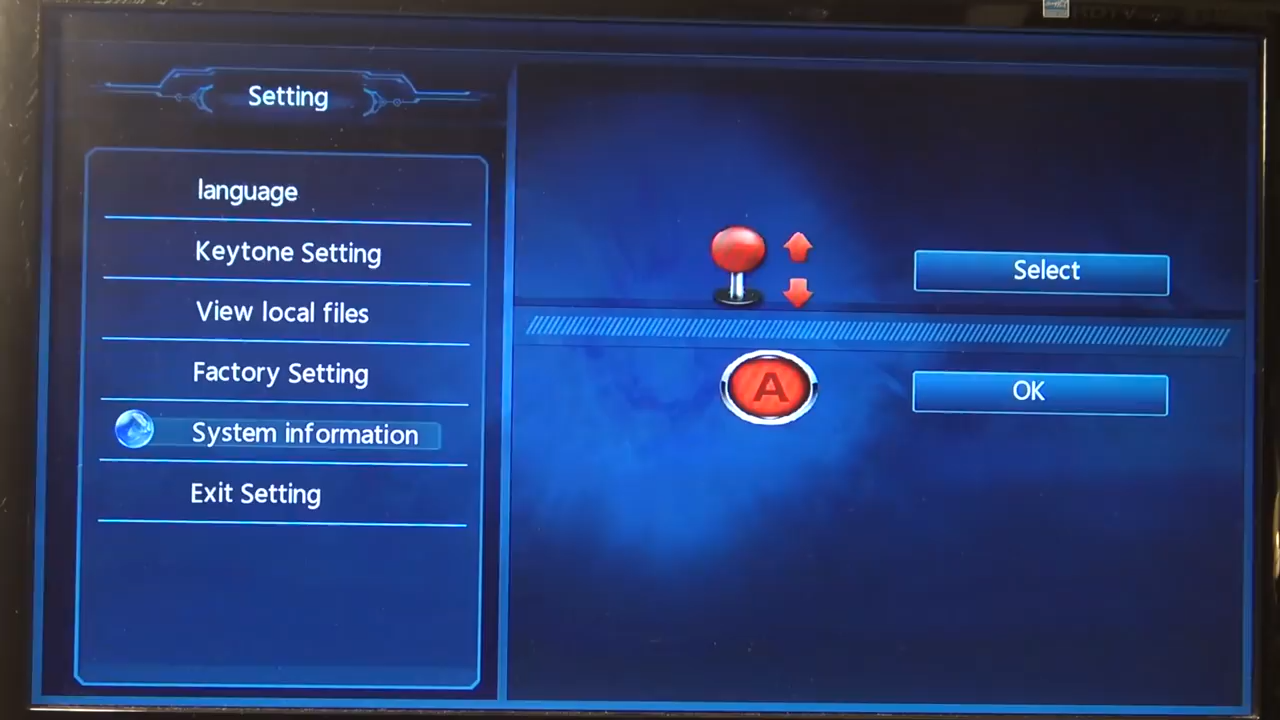 Setting
language
Keytone Setting
View local files
Factory Setting
System information
Exit Setting
Select
A
OK